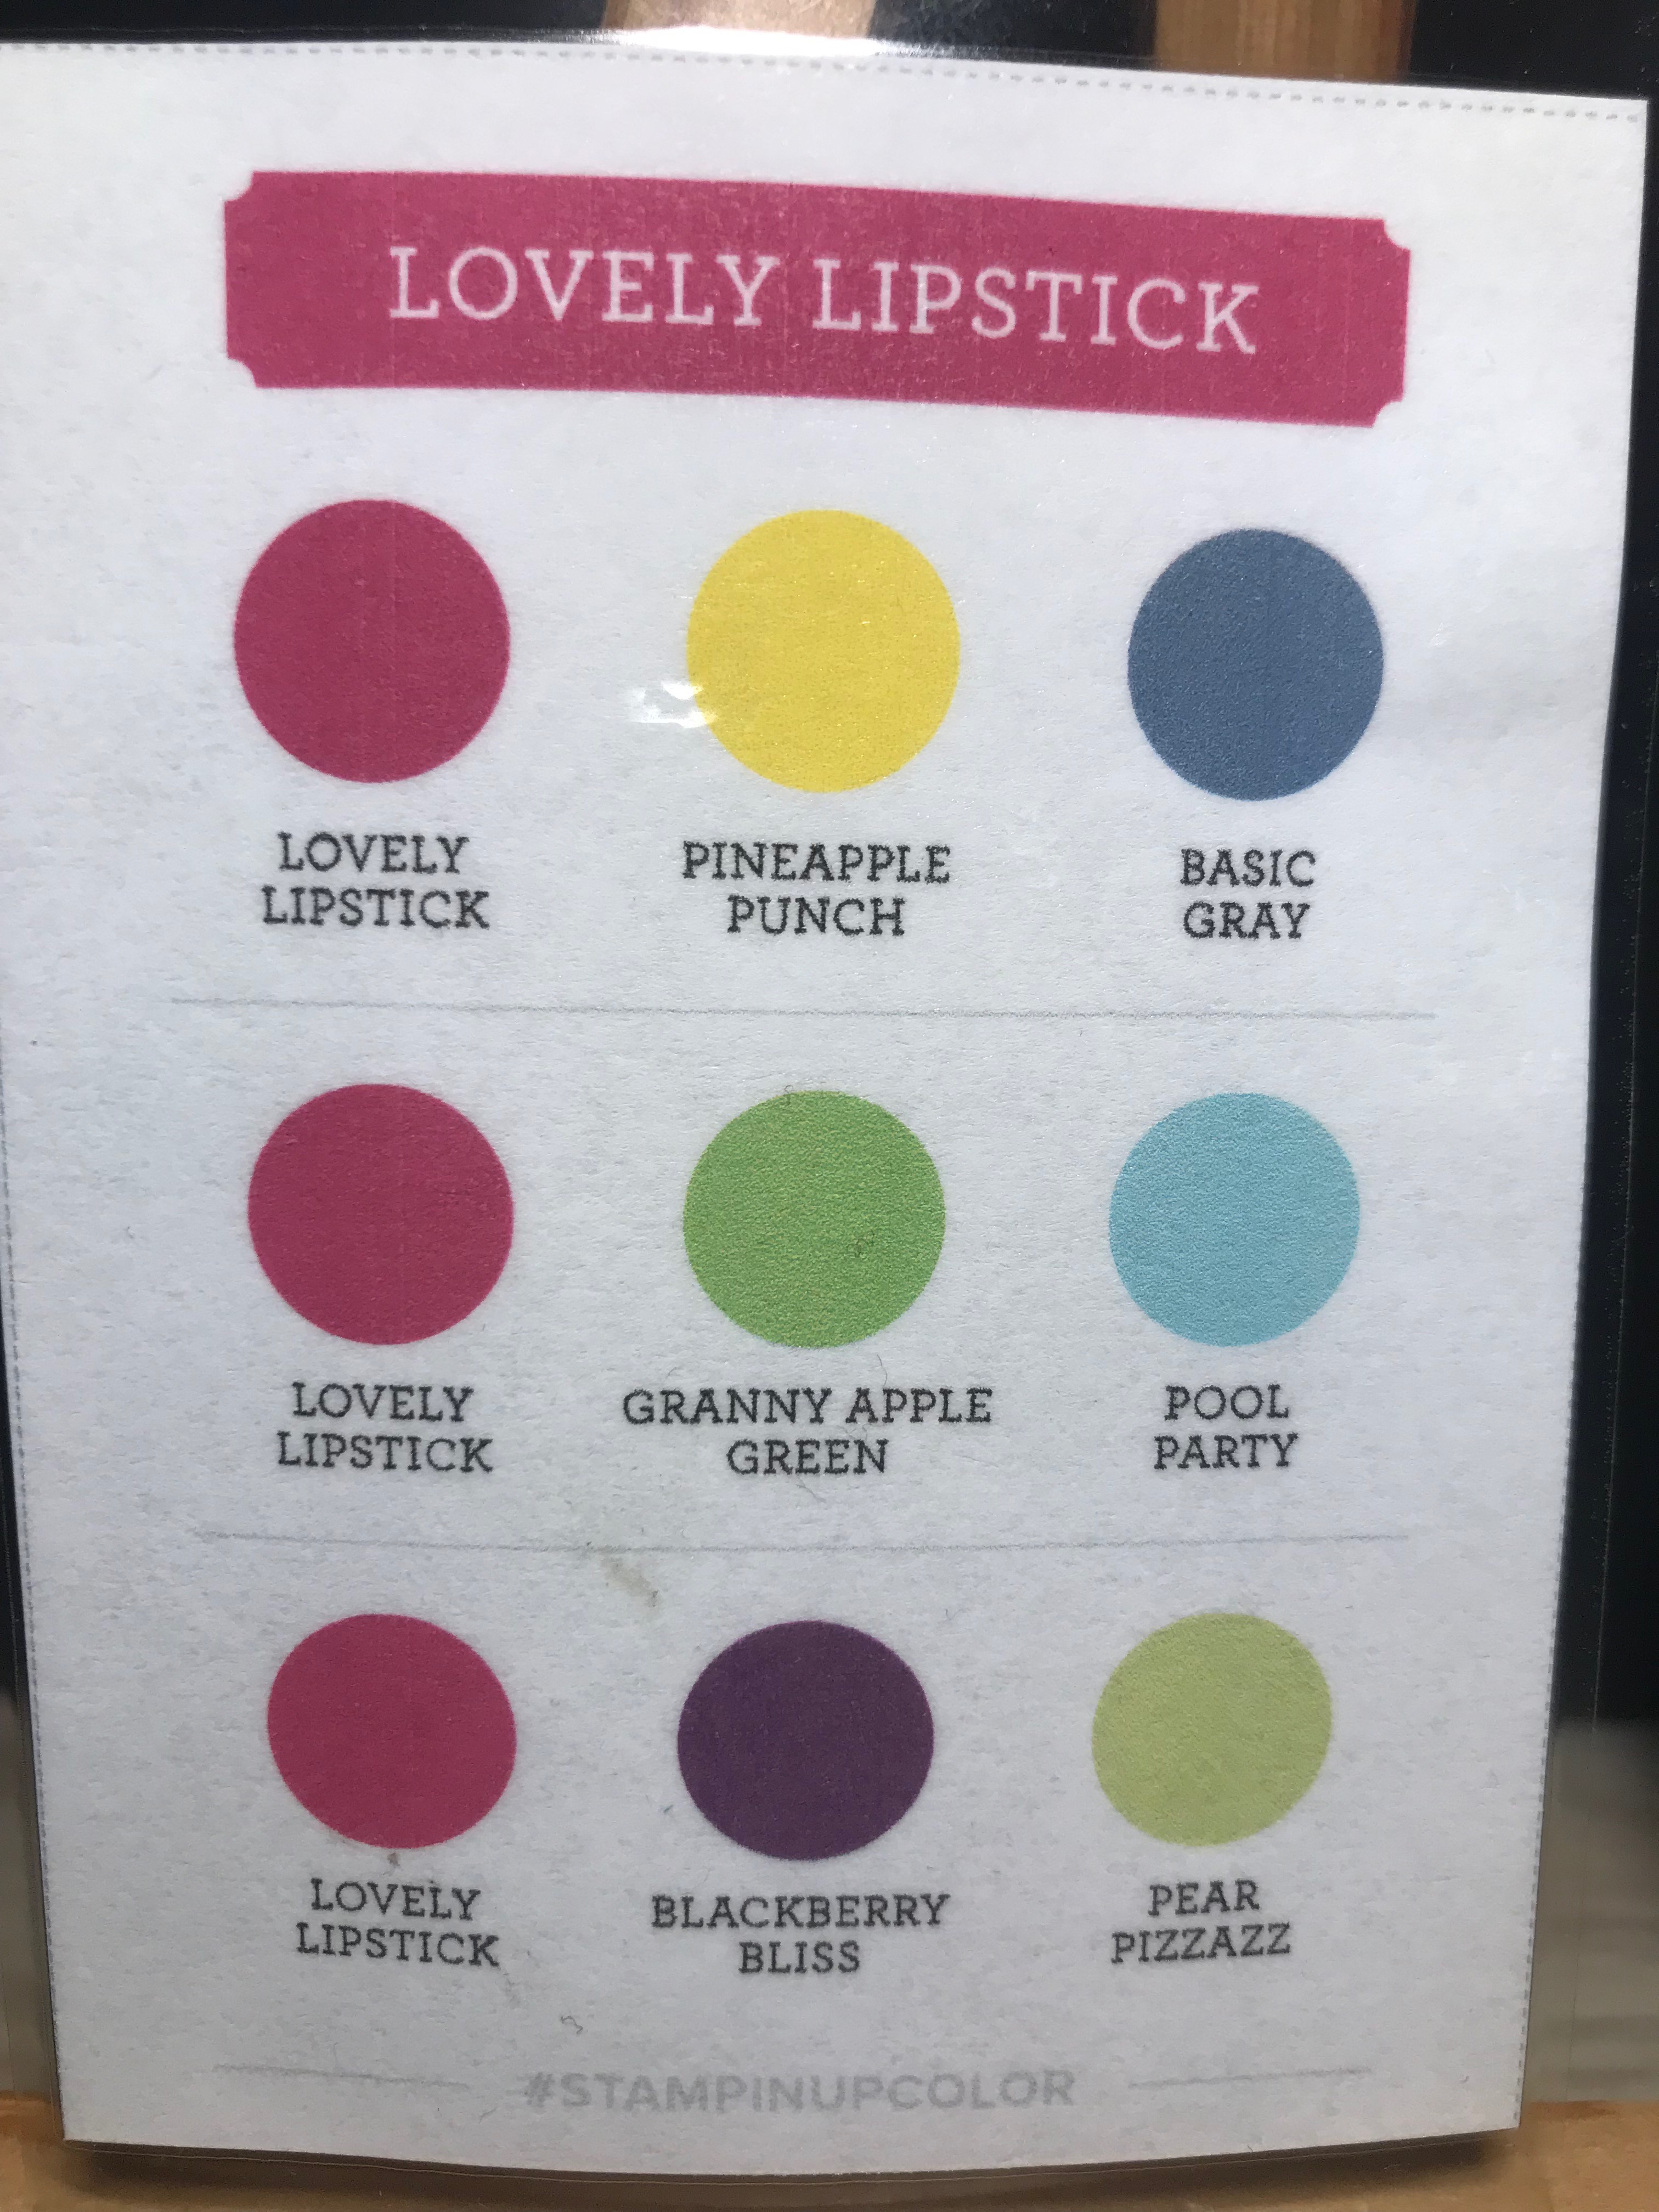 LOVELY LIPSTICK
LOVELY
LIPSTICK
PINEAPPLE
PUNCH
BASIC
GRAY
LOVELY
LIPSTICK
GRANNY APPLE
GREEN
POOL
PARTY
LOVELY
LIPSTICK
BLACKBERRY
BLISS
PEAR
PIZZAZZ
#STAMPINUPCOLOR